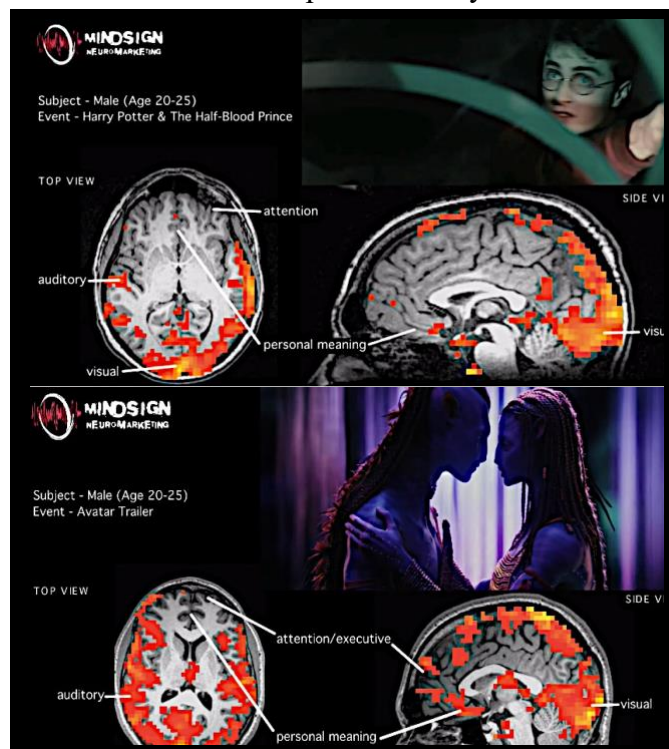 MINDSIGN
NEUROMARKETING
Subject - Male (Age 20-25)
Event - Harry Potter & The Half-Blood Prince
TOP VIEW
SIDE VI
attention
auditory
personal meaning
visu
visual
MINDSIGN
NEUROMARKETING
Subject - Male (Age 20-25)
Event - Avatar Trailer
TOP VIEW
SIDE VI
attention/executive
auditory
visual
personal meaning